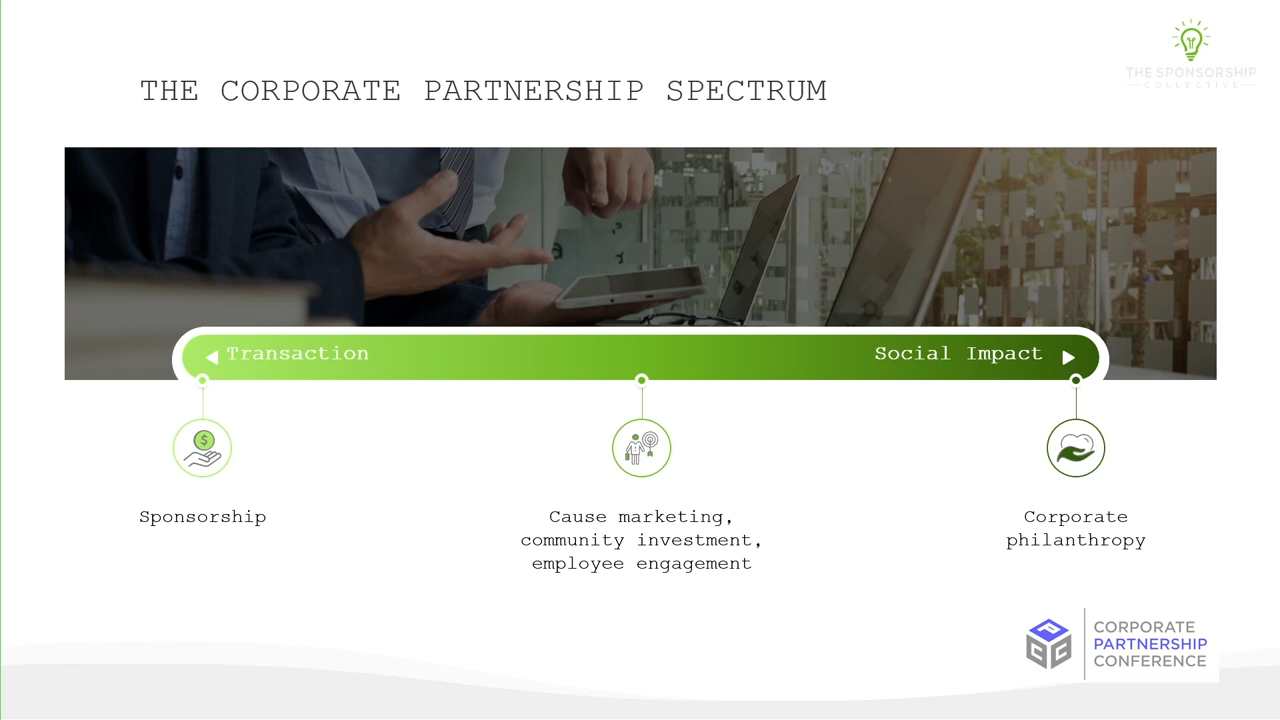 THE SPONSORSHIP
COLLECTIVE
THE CORPORATE PARTNERSHIP SPECTRUM
Transaction
Social Impact
$
Sponsorship
Cause marketing,
community investment,
employee engagement
Corporate
philanthropy
CORPORATE
PARTNERSHIP
CONFERENCE